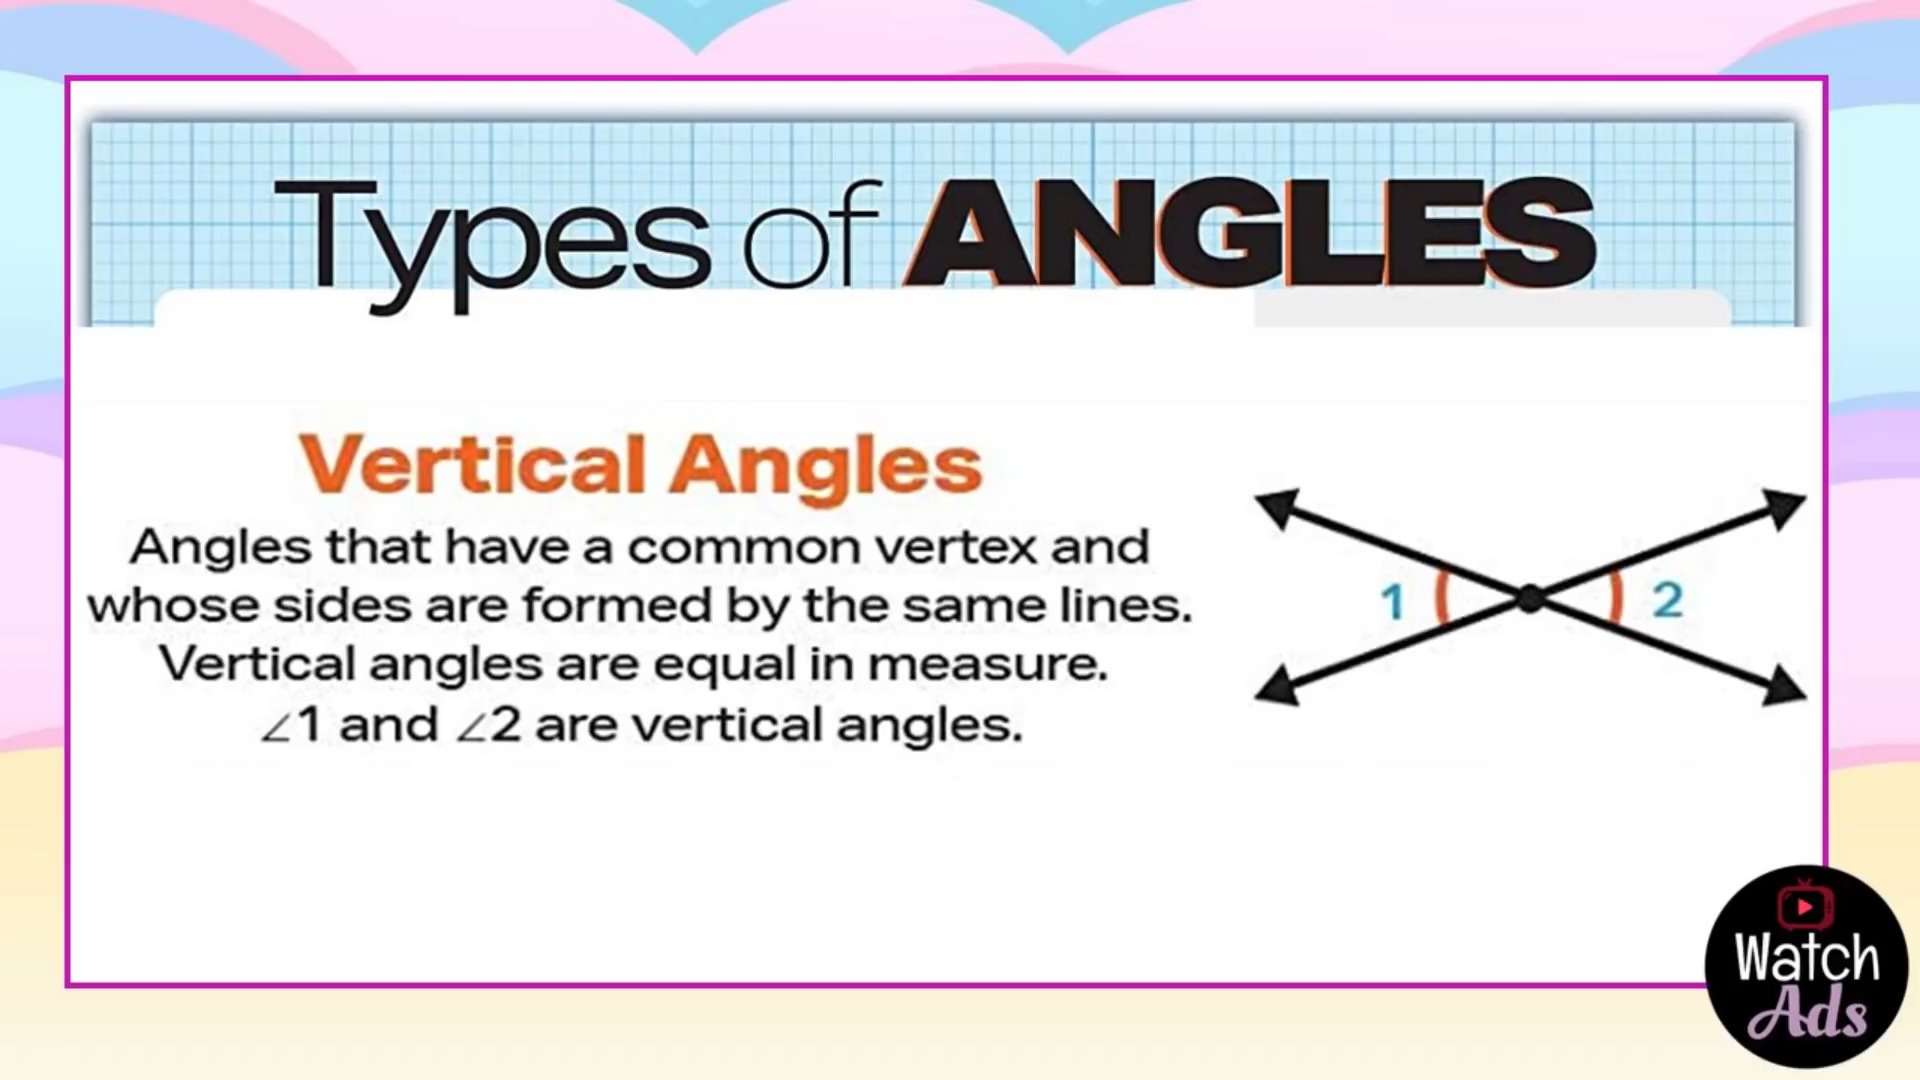 Types of ANGLES
Vertical Angles
Angles that have a common vertex and
whose sides are formed by the same lines.
Vertical angles are equal in measure.
∠1 and ∠2 are vertical angles.
1
2
Watch
Ads